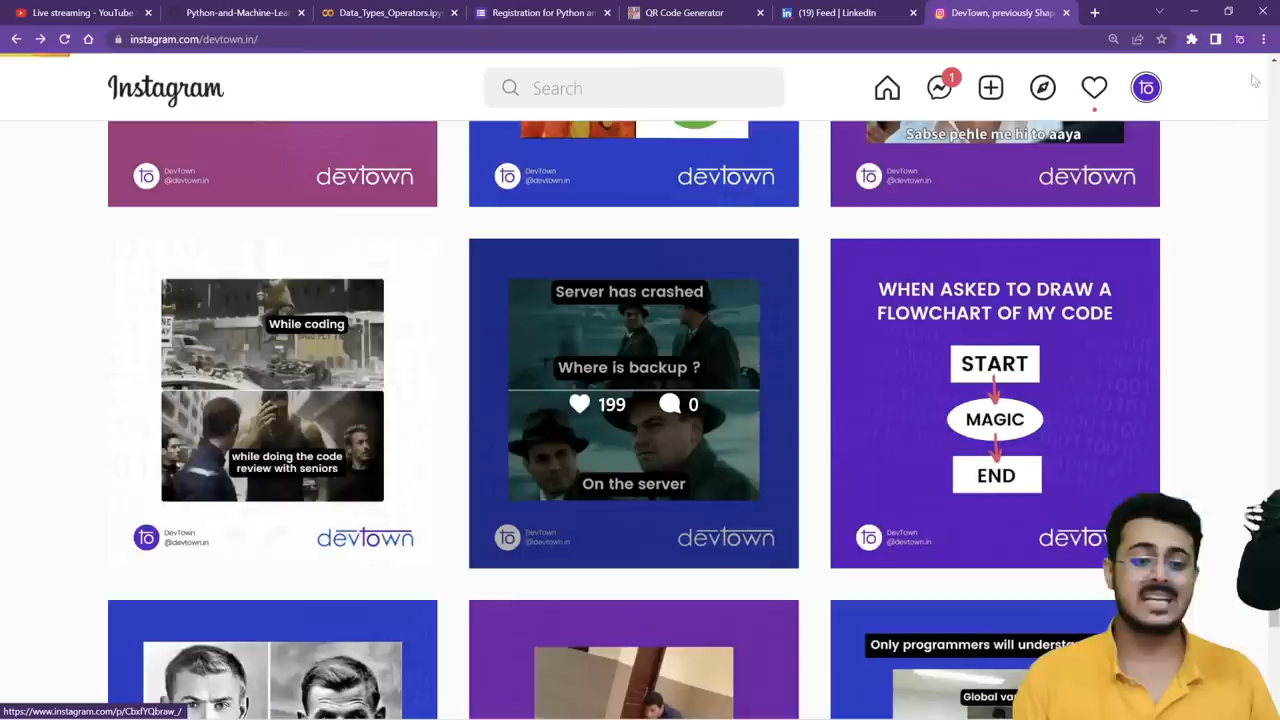 Live streaming - YouTube
Python-and-Machine-Lea
Data_Types_Operators.ipy
Registration for Python an
QR Code Generator
(19) Feed | LinkedIn
DevTown, previously Shap
instagram.com/devtown.in/
Instagram
Search
1
Sabse pehle me hi to aaya
DevTown
@devtown.in
devtown
DevTown
@devtown.in
devtown
DevTown
@devtown.in
devtown
While coding
while doing the code
review with seniors
DevTown
@devtown.in
devtown
Server has crashed
Where is backup ?
199
0
On the server
DevTown
@devtown.in
devtown
WHEN ASKED TO DRAW A
FLOWCHART OF MY CODE
START
MAGIC
END
DevTown
@devtown.in
devtow
Only programmers will understa
Global va
https://www.instagram.com/p/CbxfYQbraw_/